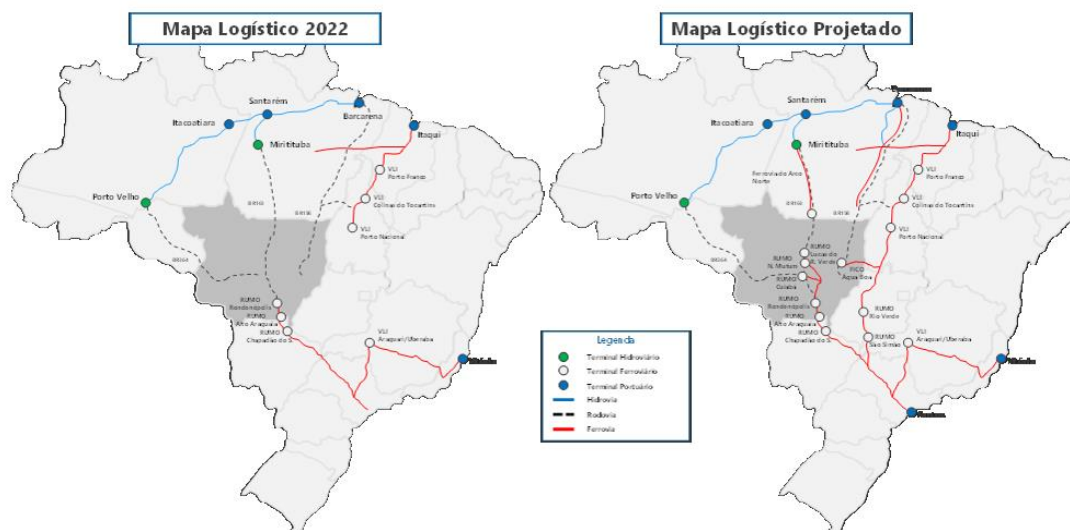 Mapa Logístico 2022
Santarém
Itacoatiara
Barcarena
Itaqui
Miritituba
VLI
Porto Franco
Porto Velho
BR163
BR158
VLI
Colinas do Tocantins
VLI
Porto Nacional
RUMO
Rondonópolis
RUMO
Alto Araguaia
RUMO
Chapadão do S.
VLI
Araguari/Uberaba
Legenda
Terminal Hidroviário
Terminal Ferroviário
Terminal Portuário
Hidrovia
Rodovia
Ferrovia
Mapa Logístico Projetado
Santarém
Itacoatiara
Itaqui
Miritituba
VLI
Porto Franco
Ferrovia do Arco
Norte
Porto Velho
BR163
VLI
Colinas do Tocantins
VLI
Porto Nacional
RUMO
Lucas do
R. Verde
RUMO
N. Mutum
RUMO
Cuiabá
FICO
Água Boa
RUMO
Rondonópolis
RUMO
Alto Araguaia
RUMO
Chapadão do S.
RUMO
Rio Verde
RUMO
São Simão
VLI
Araguari/Uberaba